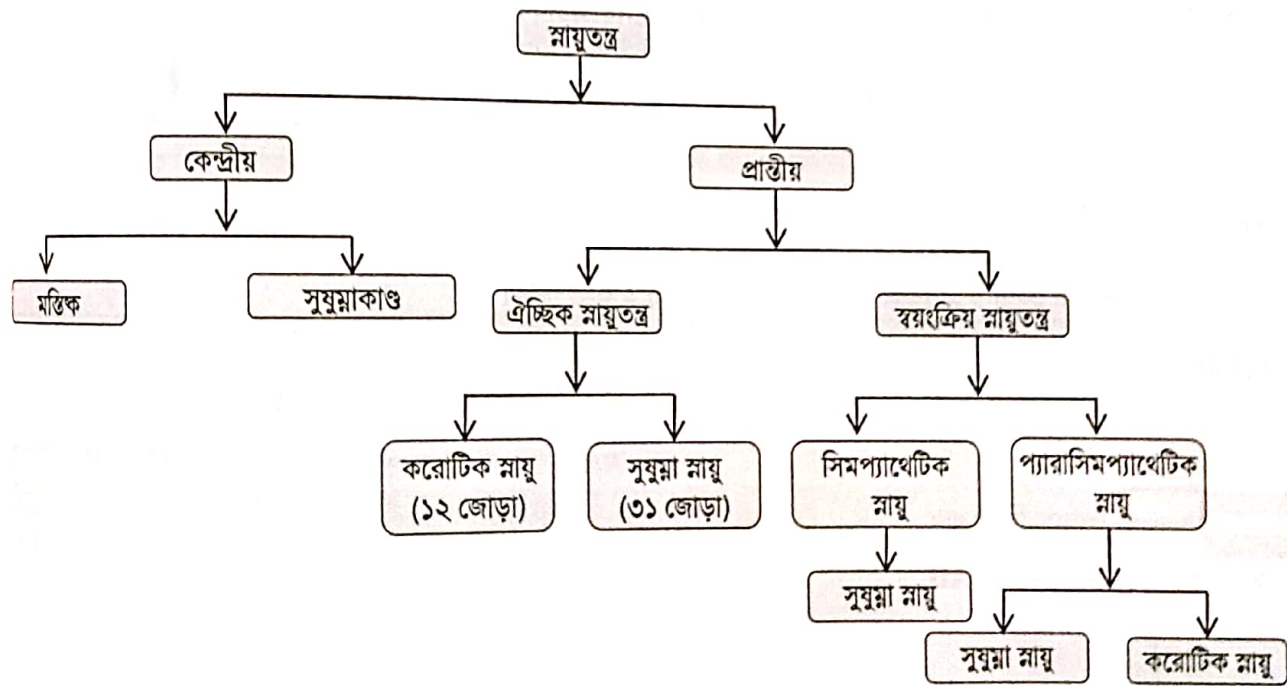 স্নায়ুতন্ত্র
কেন্দ্রীয়
প্রান্তীয়
মস্তিষ্ক
সুষুম্নাকাণ্ড
ঐচ্ছিক স্নায়ুতন্ত্র
স্বয়ংক্রিয় স্নায়ুতন্ত্র
করোটিক স্নায়ু
(১২ জোড়া)
সুষুম্না স্নায়ু
(৩১ জোড়া)
সিমপ্যাথেটিক
স্নায়ু
প্যারাসিমপ্যাথেটিক
স্নায়ু
সুষুম্না স্নায়ু
সুষুম্না স্নায়ু
করোটিক স্নায়ু